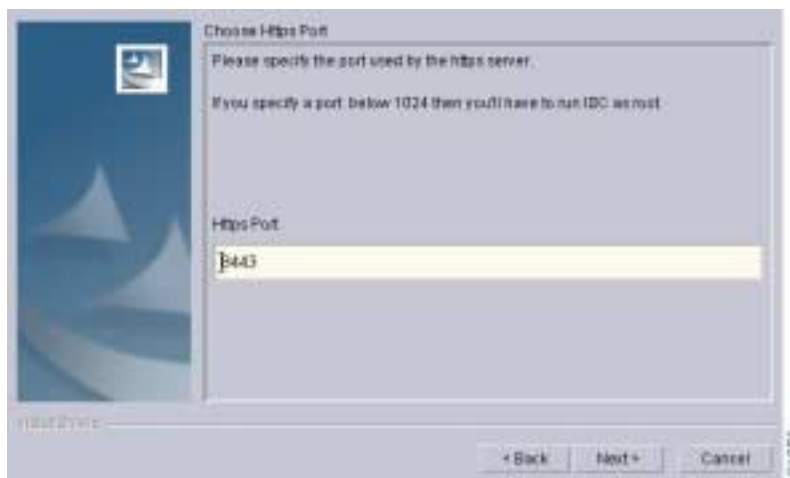 Choose Https Port
Please specify the port used by the https server.
If you specify a port below 1024 then you'll have to run ISC as root
Https Port
8443
InstallShield
< Back
Next >
Cancel